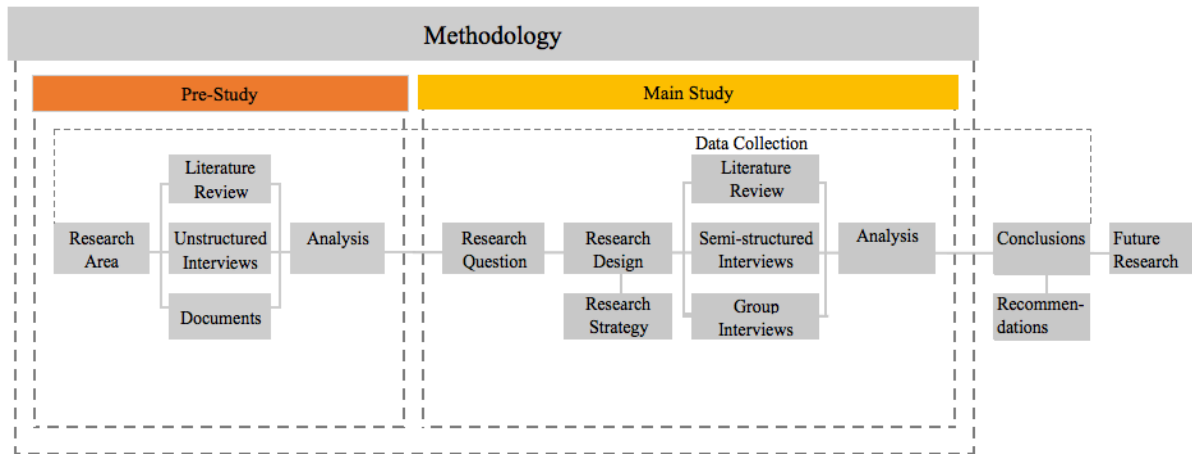 Methodology
Pre-Study
Main Study
Data Collection
Literature
Review
Literature
Review
Research
Area
Unstructured
Interviews
Analysis
Research
Question
Research
Design
Semi-structured
Interviews
Analysis
Conclusions
Future
Research
Documents
Research
Strategy
Group
Interviews
Recommen-
dations